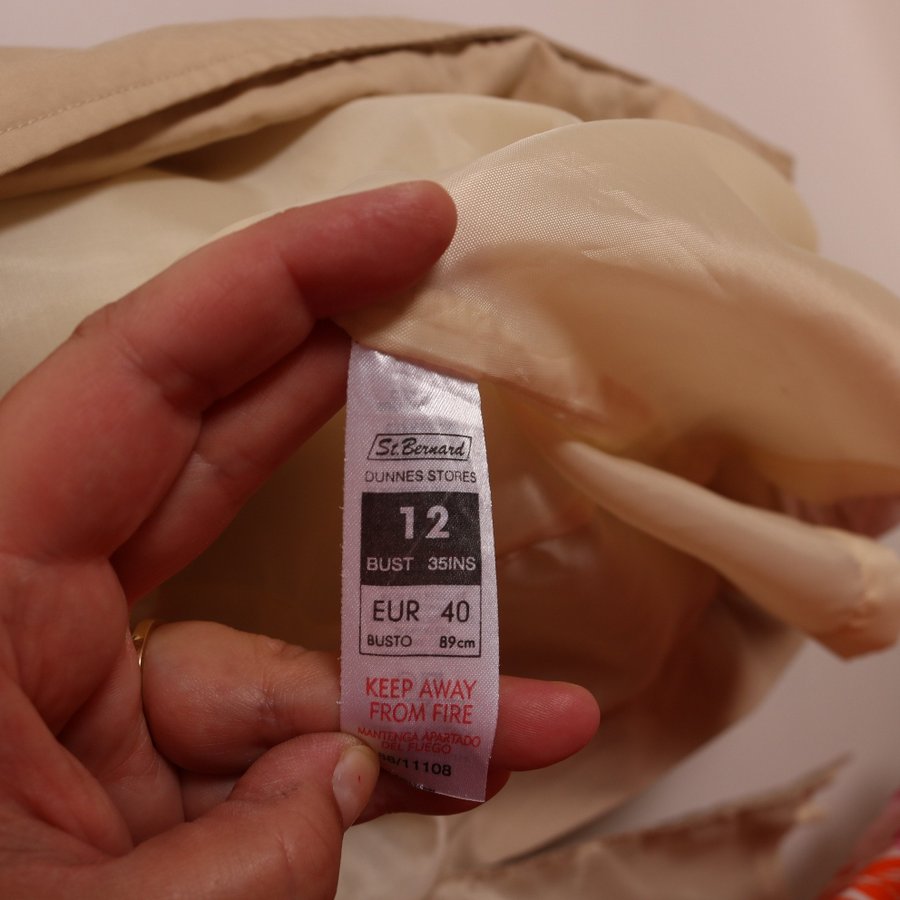 St Bernard
DUNNES STORES
12
BUST 35INS
EUR 40
BUSTO 89cm
KEEP AWAY
FROM FIRE
MANTENGA APARTADO
DEL FUEGO
/11108